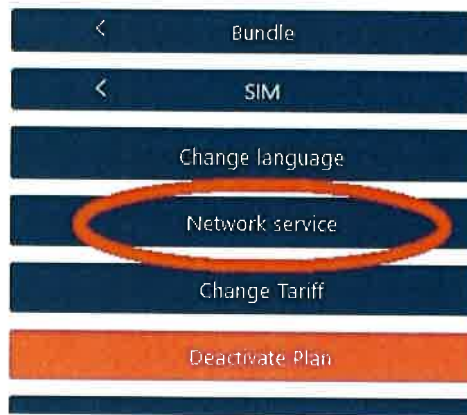 Bundle
SIM
Change language
Network service
Change Tariff
Deactivate Plan